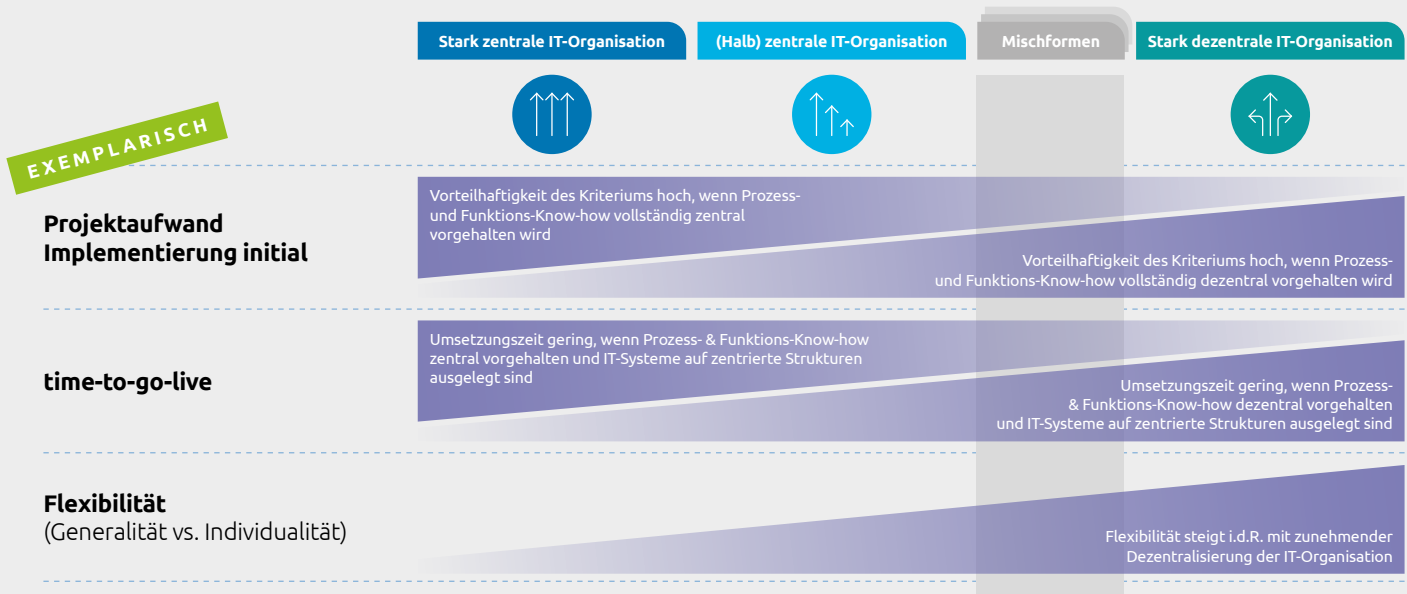 Stark zentrale IT-Organisation
(Halb) zentrale IT-Organisation
Mischformen
Stark dezentrale IT-Organisation
EXEMPLARISCH
Projektaufwand
Implementierung initial
Vorteilhaftigkeit des Kriteriums hoch, wenn Prozess-
und Funktions-Know-how vollständig zentral
vorgehalten wird
Vorteilhaftigkeit des Kriteriums hoch, wenn Prozess-
und Funktions-Know-how vollständig dezentral vorgehalten wird
time-to-go-live
Umsetzungszeit gering, wenn Prozess- & Funktions-Know-how
zentral vorgehalten und IT-Systeme auf zentrierte Strukturen
ausgelegt sind
Umsetzungszeit gering, wenn Prozess-
& Funktions-Know-how dezentral vorgehalten
und IT-Systeme auf zentrierte Strukturen ausgelegt sind
Flexibilität
(Generalität vs. Individualität)
Flexibilität steigt i.d.R. mit zunehmender
Dezentralisierung der IT-Organisation